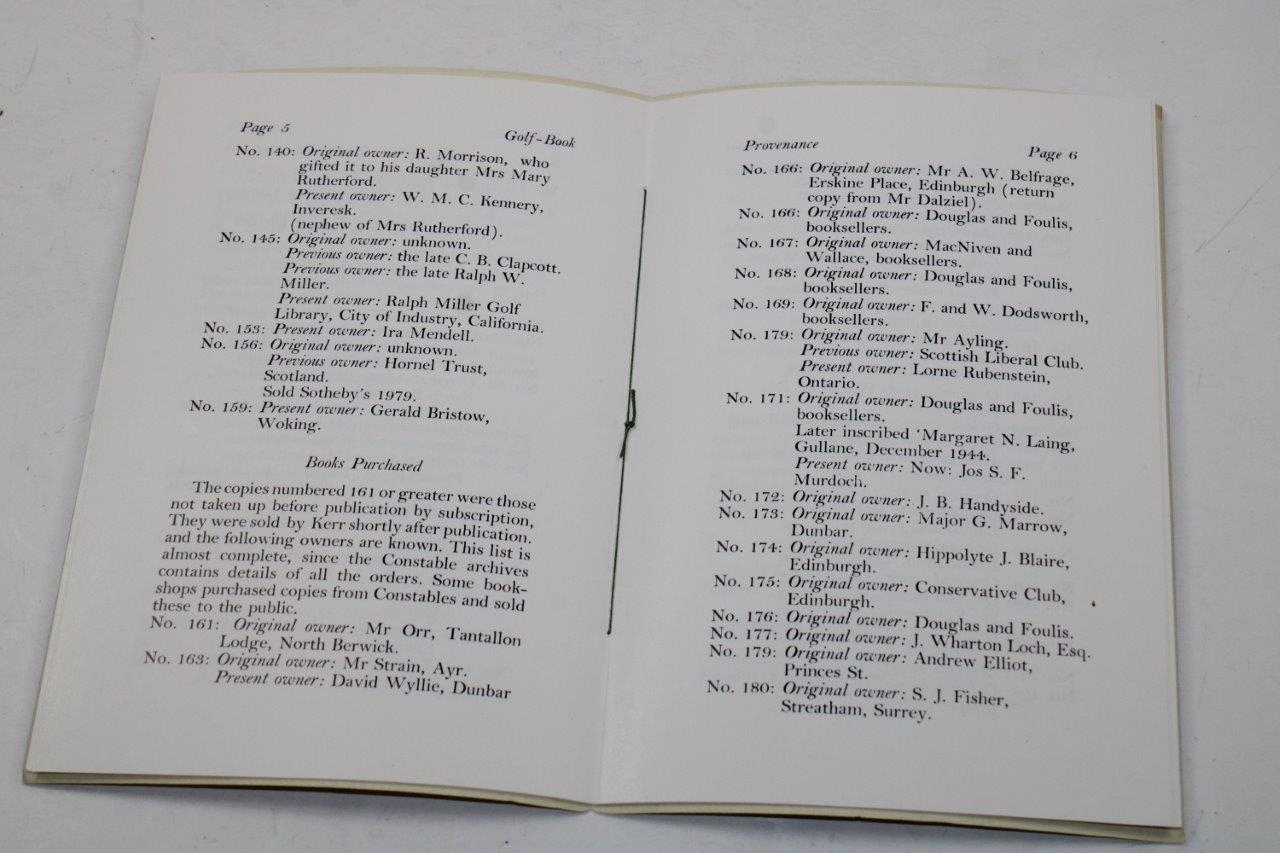 Page 5
Golf-Book
No. 140: Original owner: R. Morrison, who
gifted it to his daughter Mrs Mary
Rutherford.
Present owner: W. M. C. Kennery,
Inveresk.
(nephew of Mrs Rutherford).
No. 145: Original owner: unknown.
Previous owner: the late C. B. Clapcott.
Previous owner: the late Ralph W.
Miller.
Present owner: Ralph Miller Golf
Library, City of Industry, California.
No. 153: Present owner: Ira Mendell.
No. 156: Original owner: unknown.
Previous owner: Hornel Trust,
Scotland.
Sold Sotheby's 1979.
No. 159: Present owner: Gerald Bristow,
Woking.
Books Purchased
The copies numbered 161 or greater were those
not taken up before publication by subscription,
They were sold by Kerr shortly after publication.
and the following owners are known. This list is
almost complete, since the Constable archives
contains details of all the orders. Some book-
shops purchased copies from Constables and sold
these to the public.
No. 161: Original owner: Mr Orr, Tantallon
Lodge, North Berwick.
No. 163: Original owner: Mr Strain, Ayr.
Present owner: David Wyllie, Dunbar
Provenance
Page 6
No. 166: Original owner: Mr A. W. Belfrage,
Erskine Place, Edinburgh (return
copy from Mr Dalziel).
No. 166: Original owner: Douglas and Foulis,
booksellers.
No. 167: Original owner: MacNiven and
Wallace, booksellers.
No. 168: Original owner: Douglas and Foulis,
booksellers.
No. 169: Original owner: F. and W. Dodsworth,
booksellers.
No. 179: Original owner: Mr Ayling.
Previous owner: Scottish Liberal Club.
Present owner: Lorne Rubenstein,
Ontario.
No. 171: Original owner: Douglas and Foulis,
booksellers.
Later inscribed 'Margaret N. Laing,
Gullane, December 1944.
Present owner: Now: Jos S. F.
Murdoch.
No. 172: Original owner: J. B. Handyside.
No. 173: Original owner: Major G. Marrow,
Dunbar.
No. 174: Original owner: Hippolyte J. Blaire,
Edinburgh.
No. 175: Original owner: Conservative Club,
Edinburgh.
No. 176: Original owner: Douglas and Foulis.
No. 177: Original owner: J. Wharton Loch, Esq.
No. 179: Original owner: Andrew Elliot,
Princes St.
No. 180: Original owner: S. J. Fisher,
Streatham, Surrey.